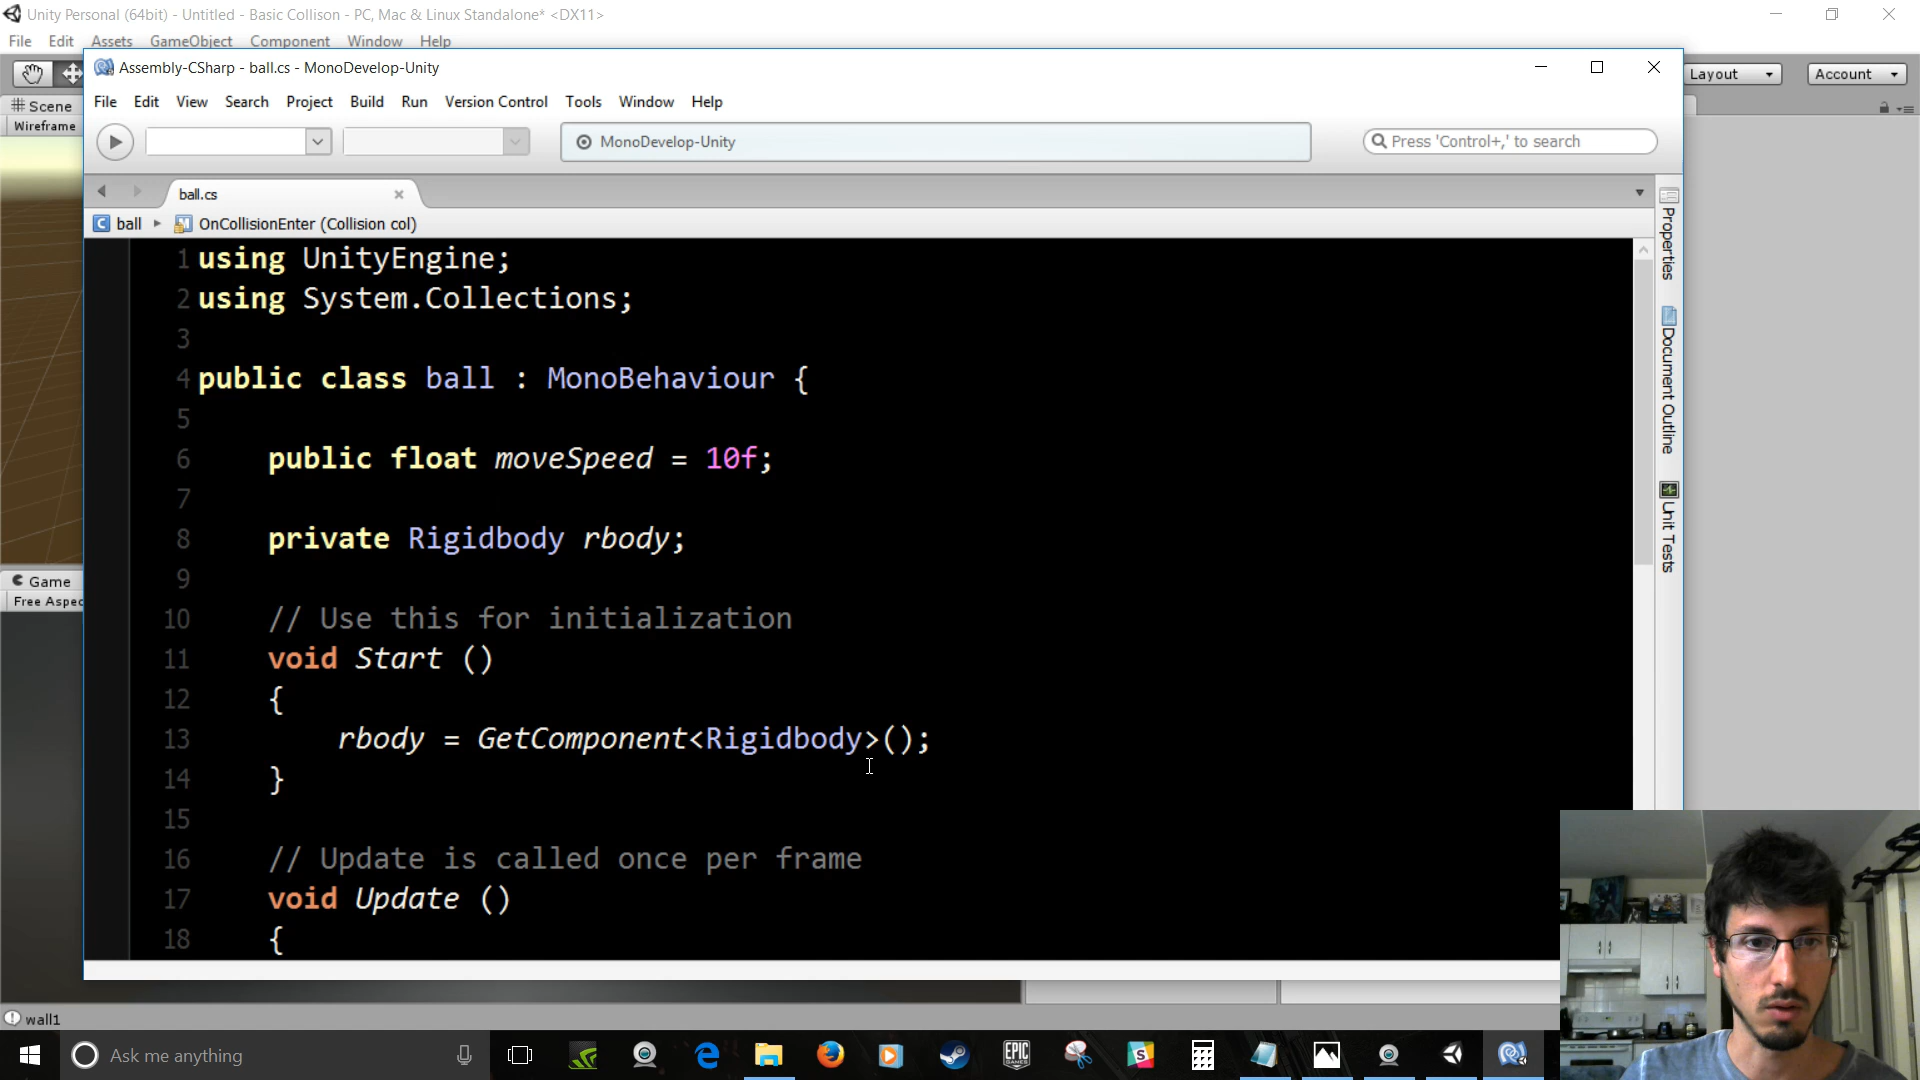 Unity Personal (64bit) - Untitled - Basic Collison - PC, Mac & Linux Standalone* <DX11>
File Edit Assets GameObject Component Window Help
Assembly-CSharp - ball.cs - MonoDevelop-Unity
Layout
Account
File Edit View Search Project Build Run Version Control Tools Window Help
Scene
Wireframe
MonoDevelop-Unity
Press 'Control+,' to search
ball.cs
ball
OnCollisionEnter (Collision col)
Properties
Document Outline
Unit Tests
1 using UnityEngine;
2 using System.Collections;
3
4 public class ball : MonoBehaviour {
5
6 public float moveSpeed = 10f;
7
8 private Rigidbody rbody;
9
10 // Use this for initialization
11 void Start ()
12 {
13 rbody = GetComponent<Rigidbody>();
14 }
15
16 // Update is called once per frame
17 void Update ()
18 {
Game
Free Aspec
wall1
Ask me anything
EPIC
GAMES